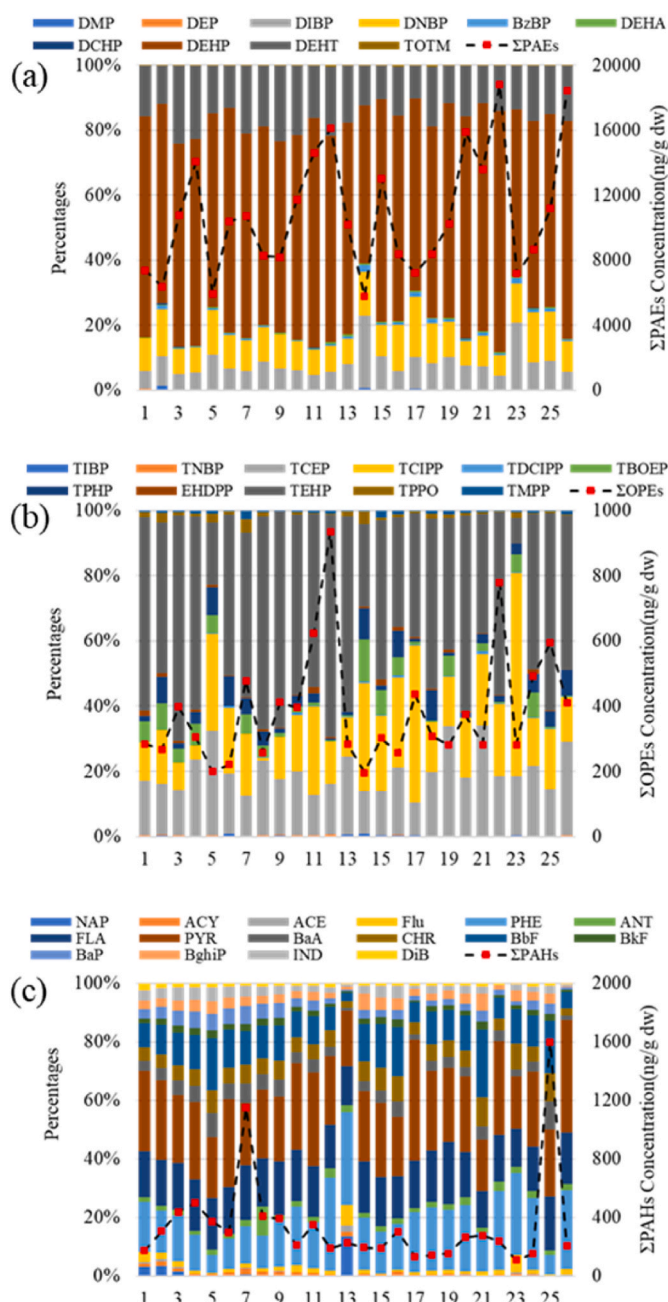 DMP DEP DIBP DNBP BzBP DEHA
DCHP DEHP DEHT TOTM ΣPAEs
(a)
Percentages
100%
80%
60%
40%
20%
0%
20000
16000
12000
8000
4000
0
ΣPAEs Concentration(ng/g dw)
1 3 5 7 9 11 13 15 17 19 21 23 25
TIBP TNBP TCEP TCIPP TDCIPP TBOEP
TPHP EHDPP TEHP TPPO TMPP ΣOPEs
(b)
Percentages
100%
80%
60%
40%
20%
0%
1000
800
600
400
200
0
ΣOPEs Concentration(ng/g dw)
1 3 5 7 9 11 13 15 17 19 21 23 25
NAP ACY ACE Flu PHE ANT
FLA PYR BaA CHR BbF BkF
BaP BghiP IND DiB ΣPAHs
(c)
Percentages
100%
80%
60%
40%
20%
0%
2000
1600
1200
800
400
0
ΣPAHs Concentration(ng/g dw)
1 3 5 7 9 11 13 15 17 19 21 23 25